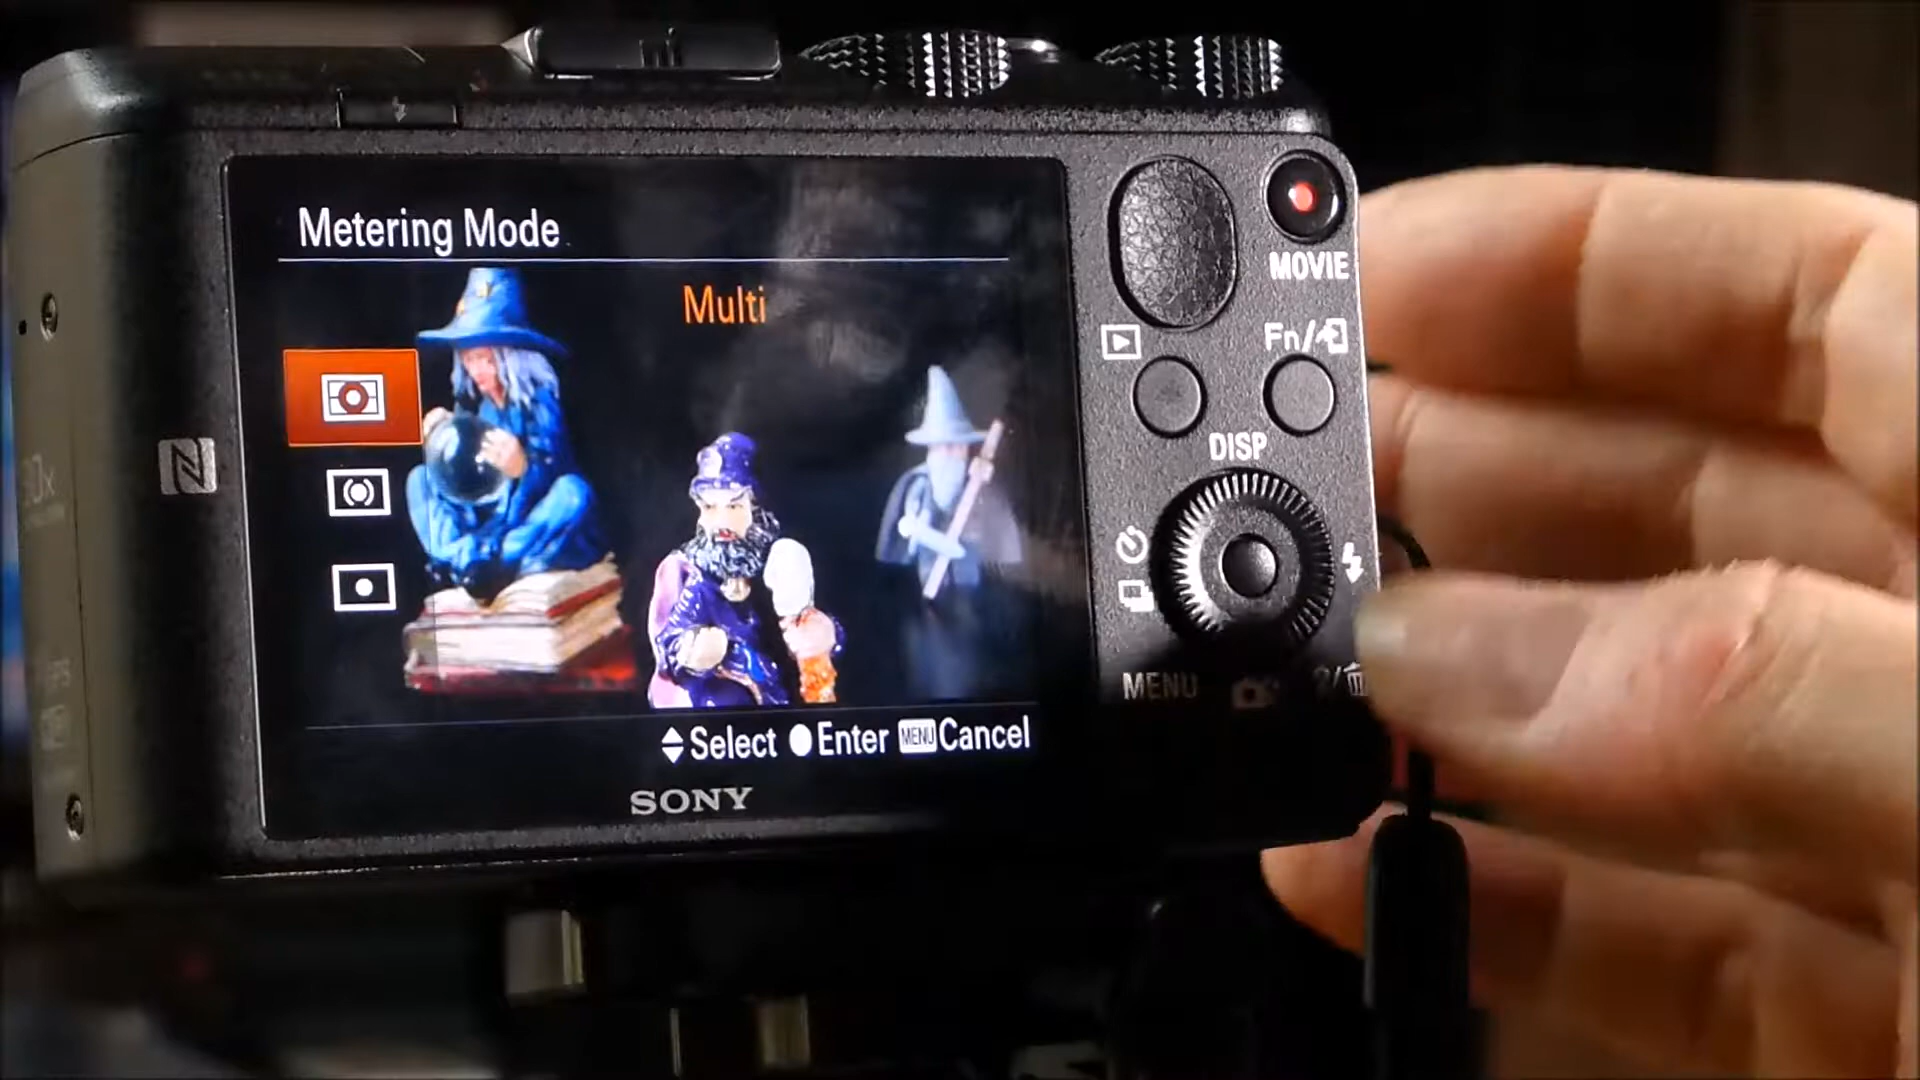 Metering Mode
Multi
Select Enter MENU Cancel
SONY
MOVIE
Fn/
DISP
MENU